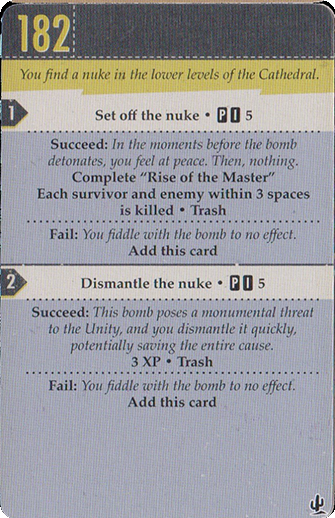 182
You find a nuke in the lower levels of the Cathedral.
1
Set off the nuke • P I 5
Succeed: In the moments before the bomb
detonates, you feel at peace. Then, nothing.
Complete “Rise of the Master”
Each survivor and enemy within 3 spaces
is killed • Trash
Fail: You fiddle with the bomb to no effect.
Add this card
2
Dismantle the nuke • P I 5
Succeed: This bomb poses a monumental threat
to the Unity, and you dismantle it quickly,
potentially saving the entire cause.
3 XP • Trash
Fail: You fiddle with the bomb to no effect.
Add this card